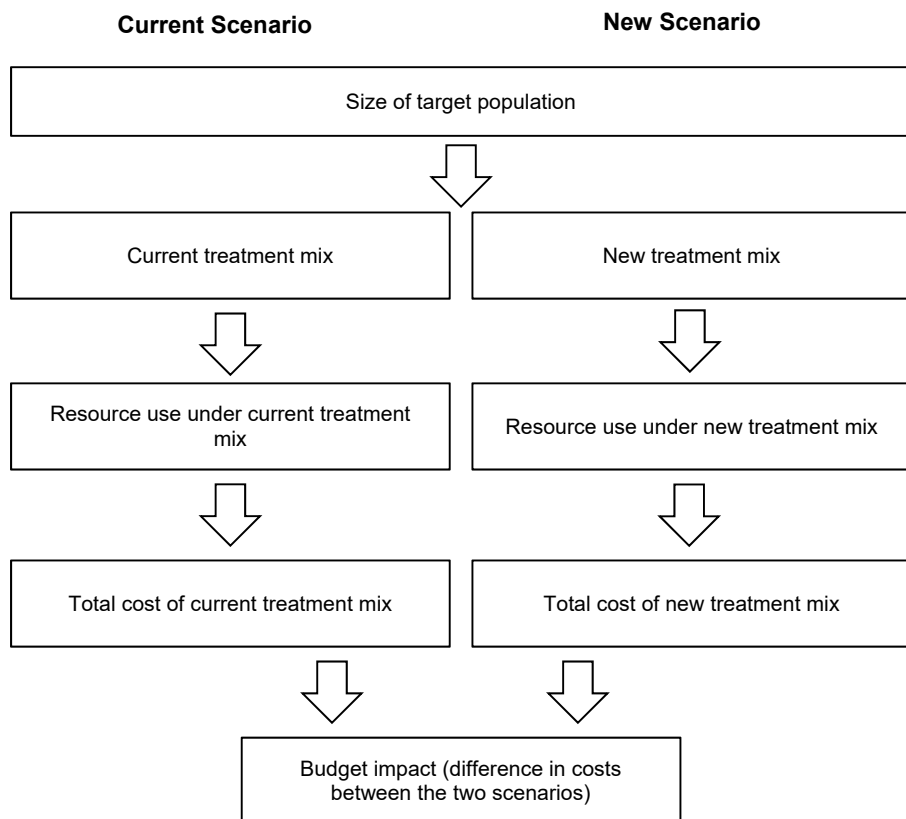 Current Scenario
New Scenario
Size of target population
Current treatment mix
New treatment mix
Resource use under current treatment
mix
Resource use under new treatment mix
Total cost of current treatment mix
Total cost of new treatment mix
Budget impact (difference in costs
between the two scenarios)